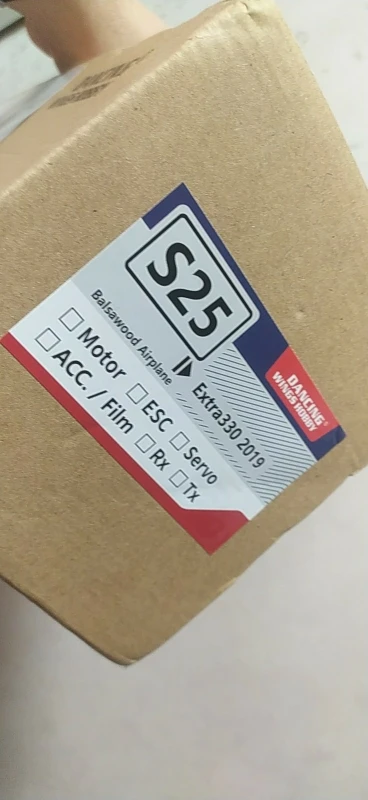 S25
Balsawood Airplane
Extra330 2019
DANCING
WINGS HOBBY
Motor
ESC
Servo
ACC. / Film
Rx
Tx